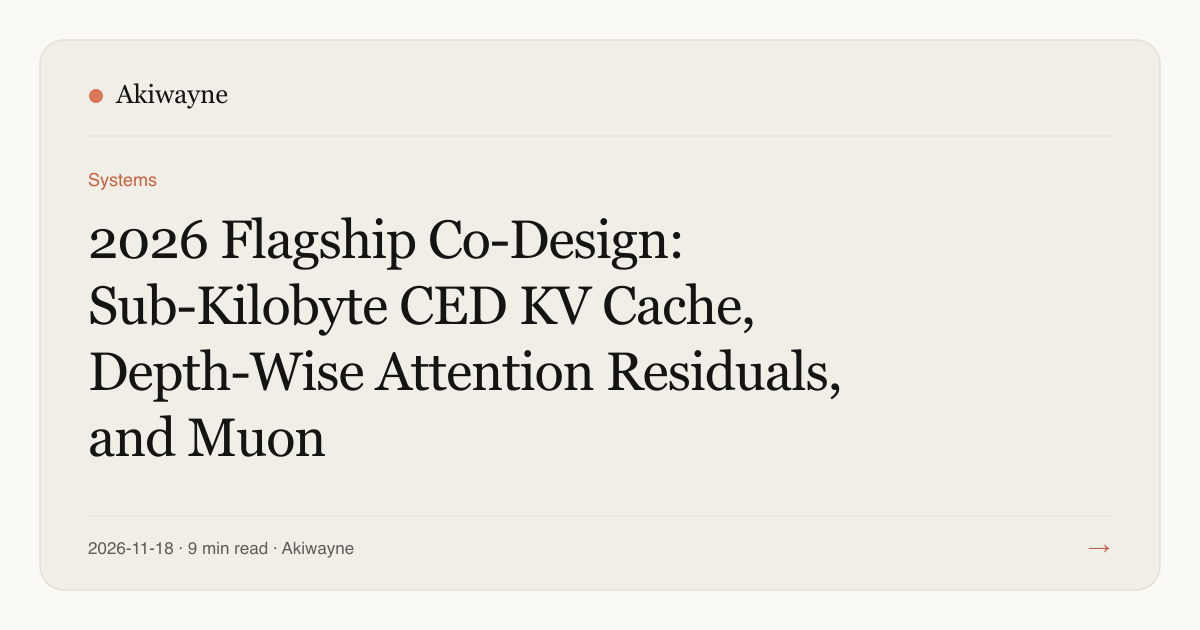 Akiwayne
Systems
2026 Flagship Co-Design:
Sub-Kilobyte CED KV Cache,
Depth-Wise Attention Residuals,
and Muon
2026-11-18 · 9 min read · Akiwayne
→